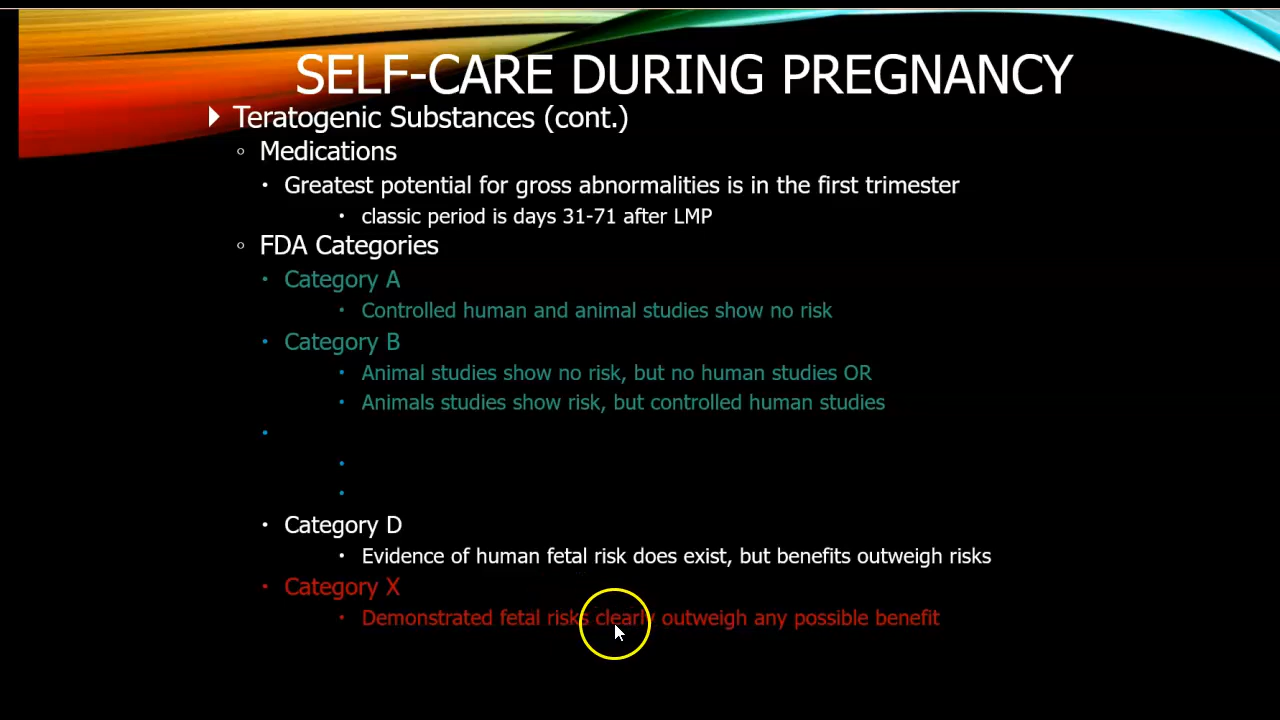 SELF-CARE DURING PREGNANCY
Teratogenic Substances (cont.)
Medications
Greatest potential for gross abnormalities is in the first trimester
classic period is days 31-71 after LMP
FDA Categories
Category A
Controlled human and animal studies show no risk
Category B
Animal studies show no risk, but no human studies OR
Animals studies show risk, but controlled human studies
Category D
Evidence of human fetal risk does exist, but benefits outweigh risks
Category X
Demonstrated fetal risks clearly outweigh any possible benefit